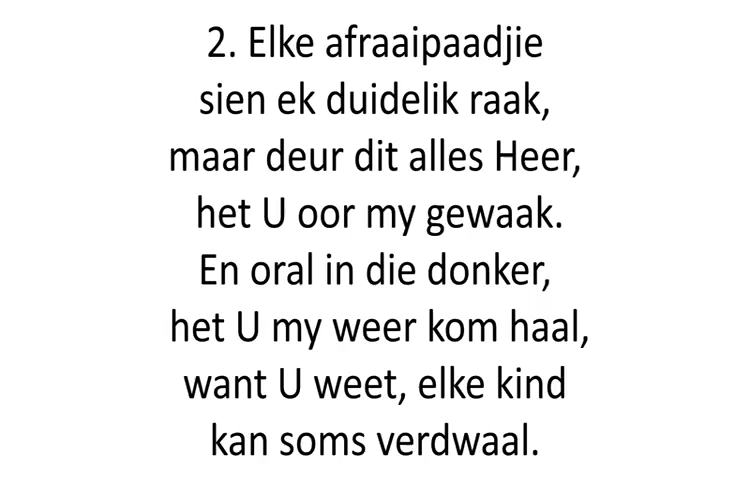 2. Elke afraaipaadjie
sien ek duidelik raak,
maar deur dit alles Heer,
het U oor my gewaak.
En oral in die donker,
het U my weer kom haal,
want U weet, elke kind
kan soms verdwaal.